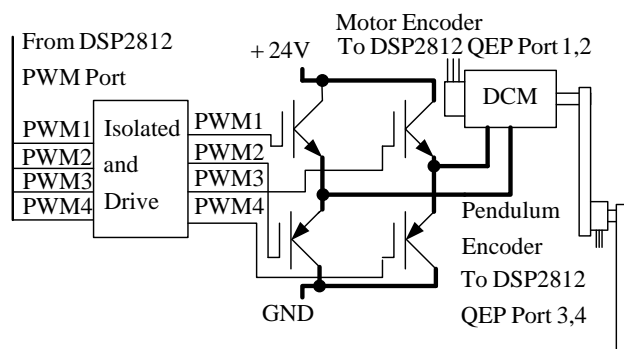 From DSP2812
PWM Port
PWM1
PWM2
PWM3
PWM4
Isolated
and
Drive
PWM1
PWM2
PWM3
PWM4
+24V
GND
Motor Encoder
To DSP2812 QEP Port 1,2
DCM
Pendulum
Encoder
To DSP2812
QEP Port 3,4